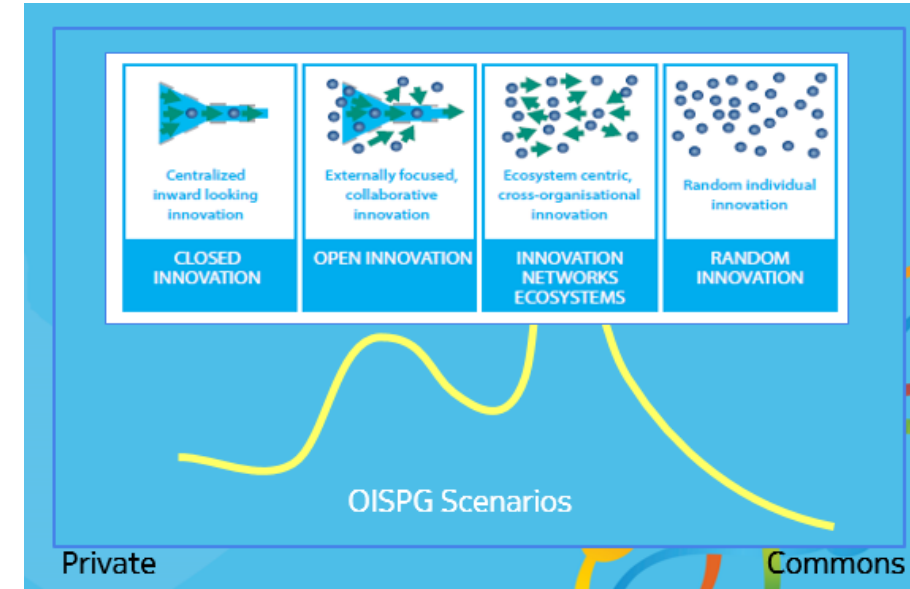 Centralized
inward looking
innovation
CLOSED
INNOVATION
Externally focused,
collaborative
innovation
OPEN INNOVATION
Ecosystem centric,
cross-organisational
innovation
INNOVATION
NETWORKS
ECOSYSTEMS
Random individual
innovation
RANDOM
INNOVATION
OISPG Scenarios
Private
Commons